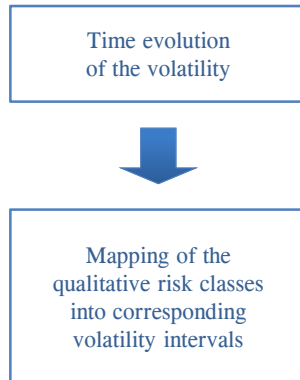 Time evolution
of the volatility
Mapping of the
qualitative risk classes
into corresponding
volatility intervals